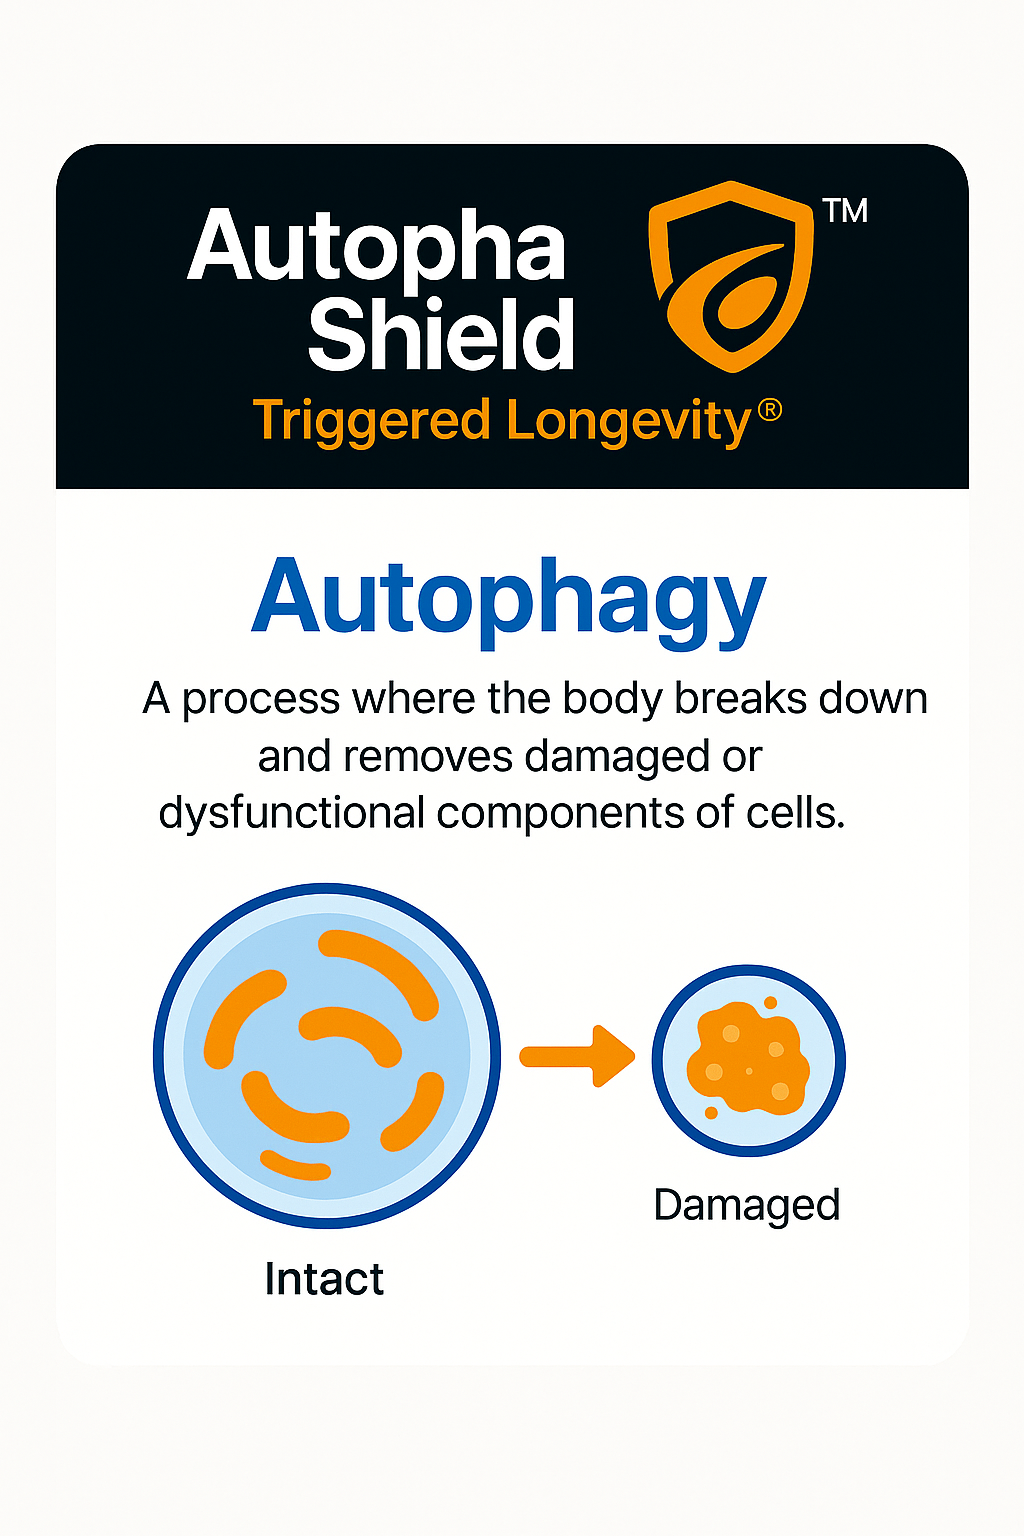 Autopha
Shield
TM
Triggered Longevity®
Autophagy
A process where the body breaks down
and removes damaged or
dysfunctional components of cells.
Damaged
Intact